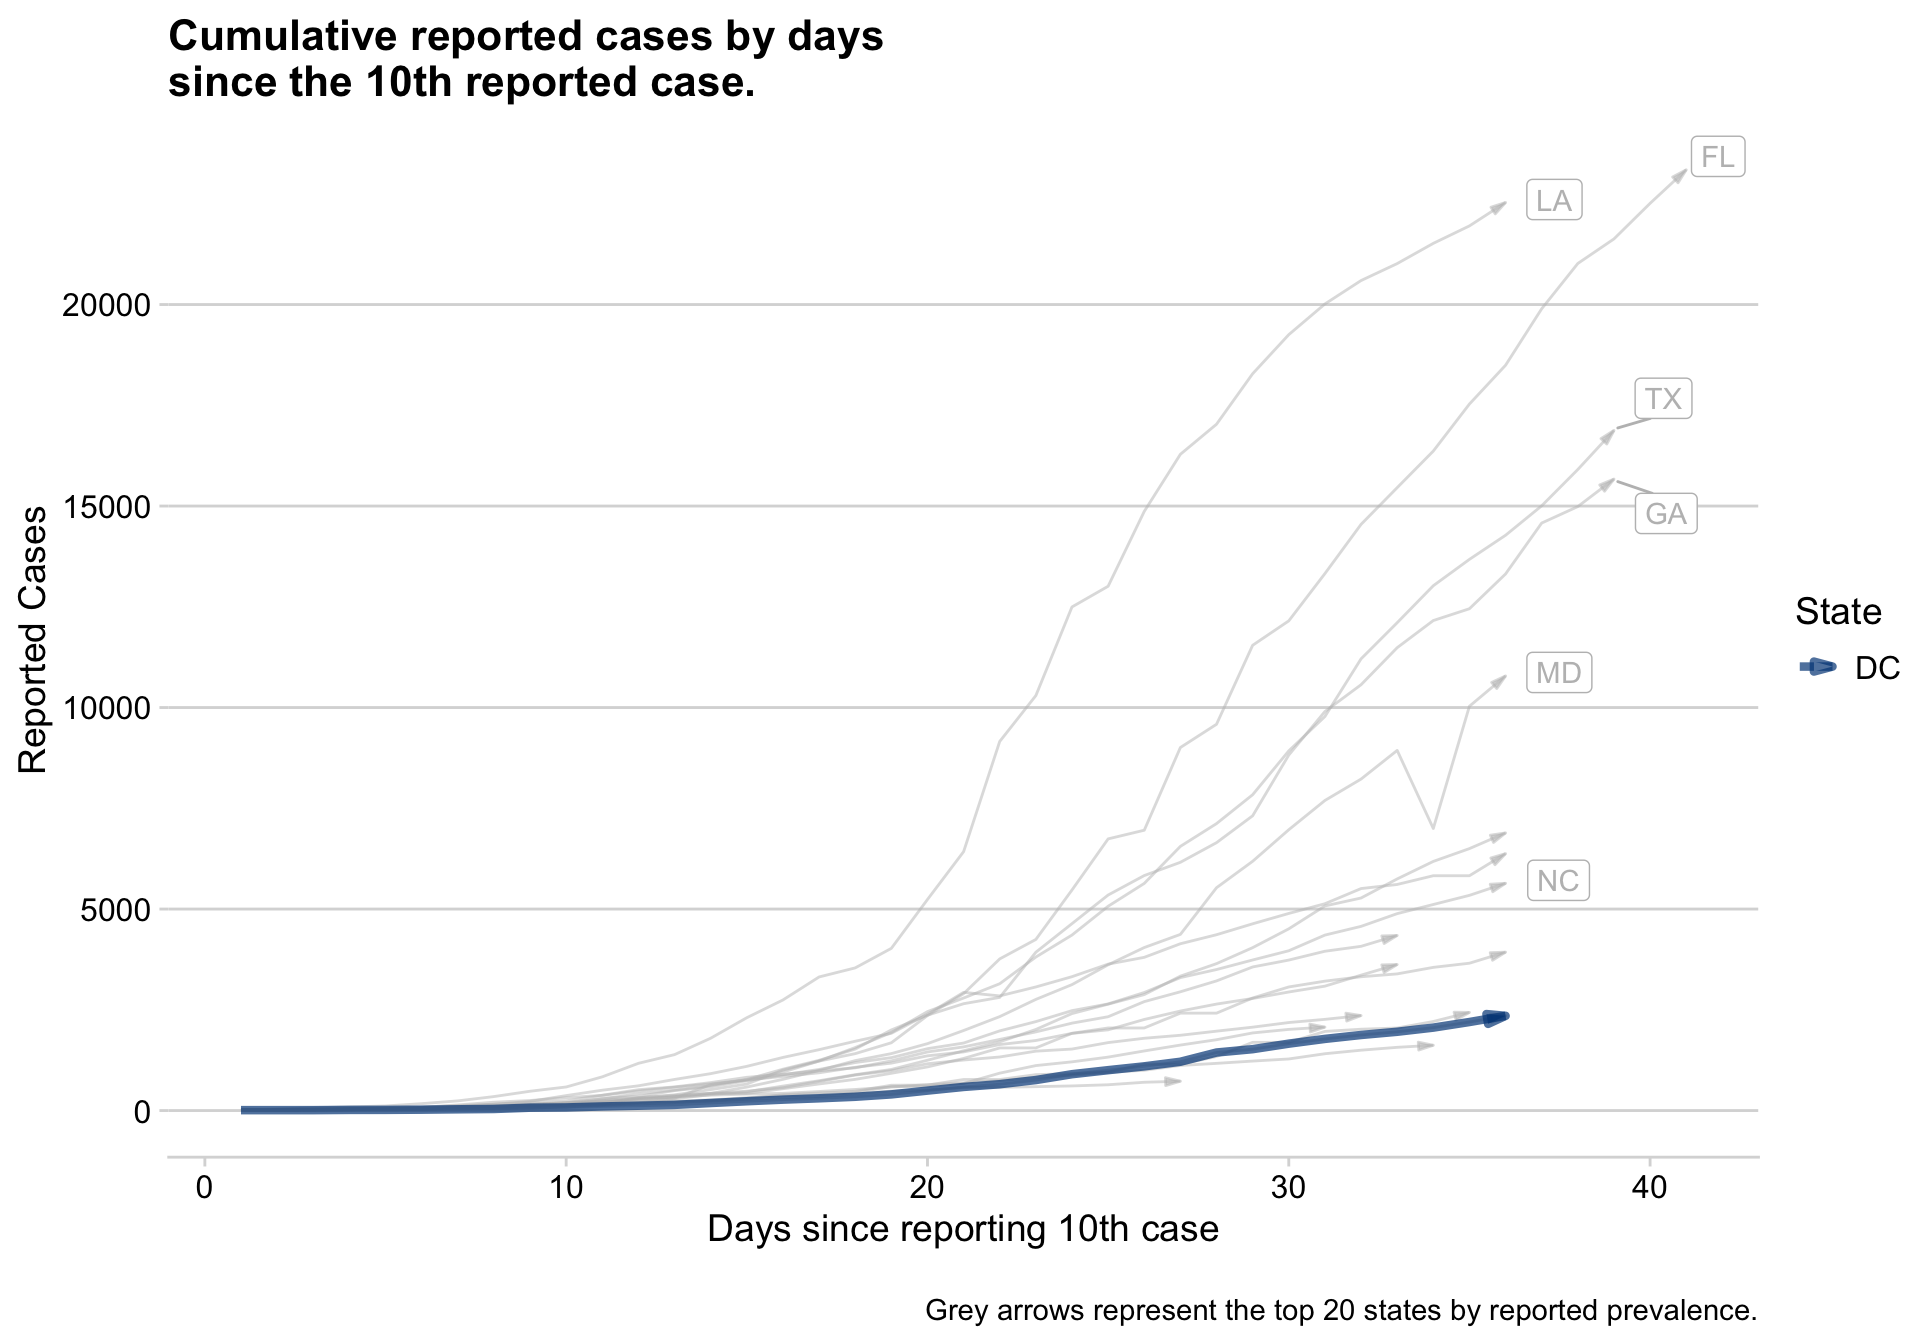 Cumulative reported cases by days
since the 10th reported case.
FL
LA
20000
TX
15000
GA
Reported Cases
State
DC
MD
10000
NC
5000
0
0 10 20 30 40
Days since reporting 10th case
Grey arrows represent the top 20 states by reported prevalence.